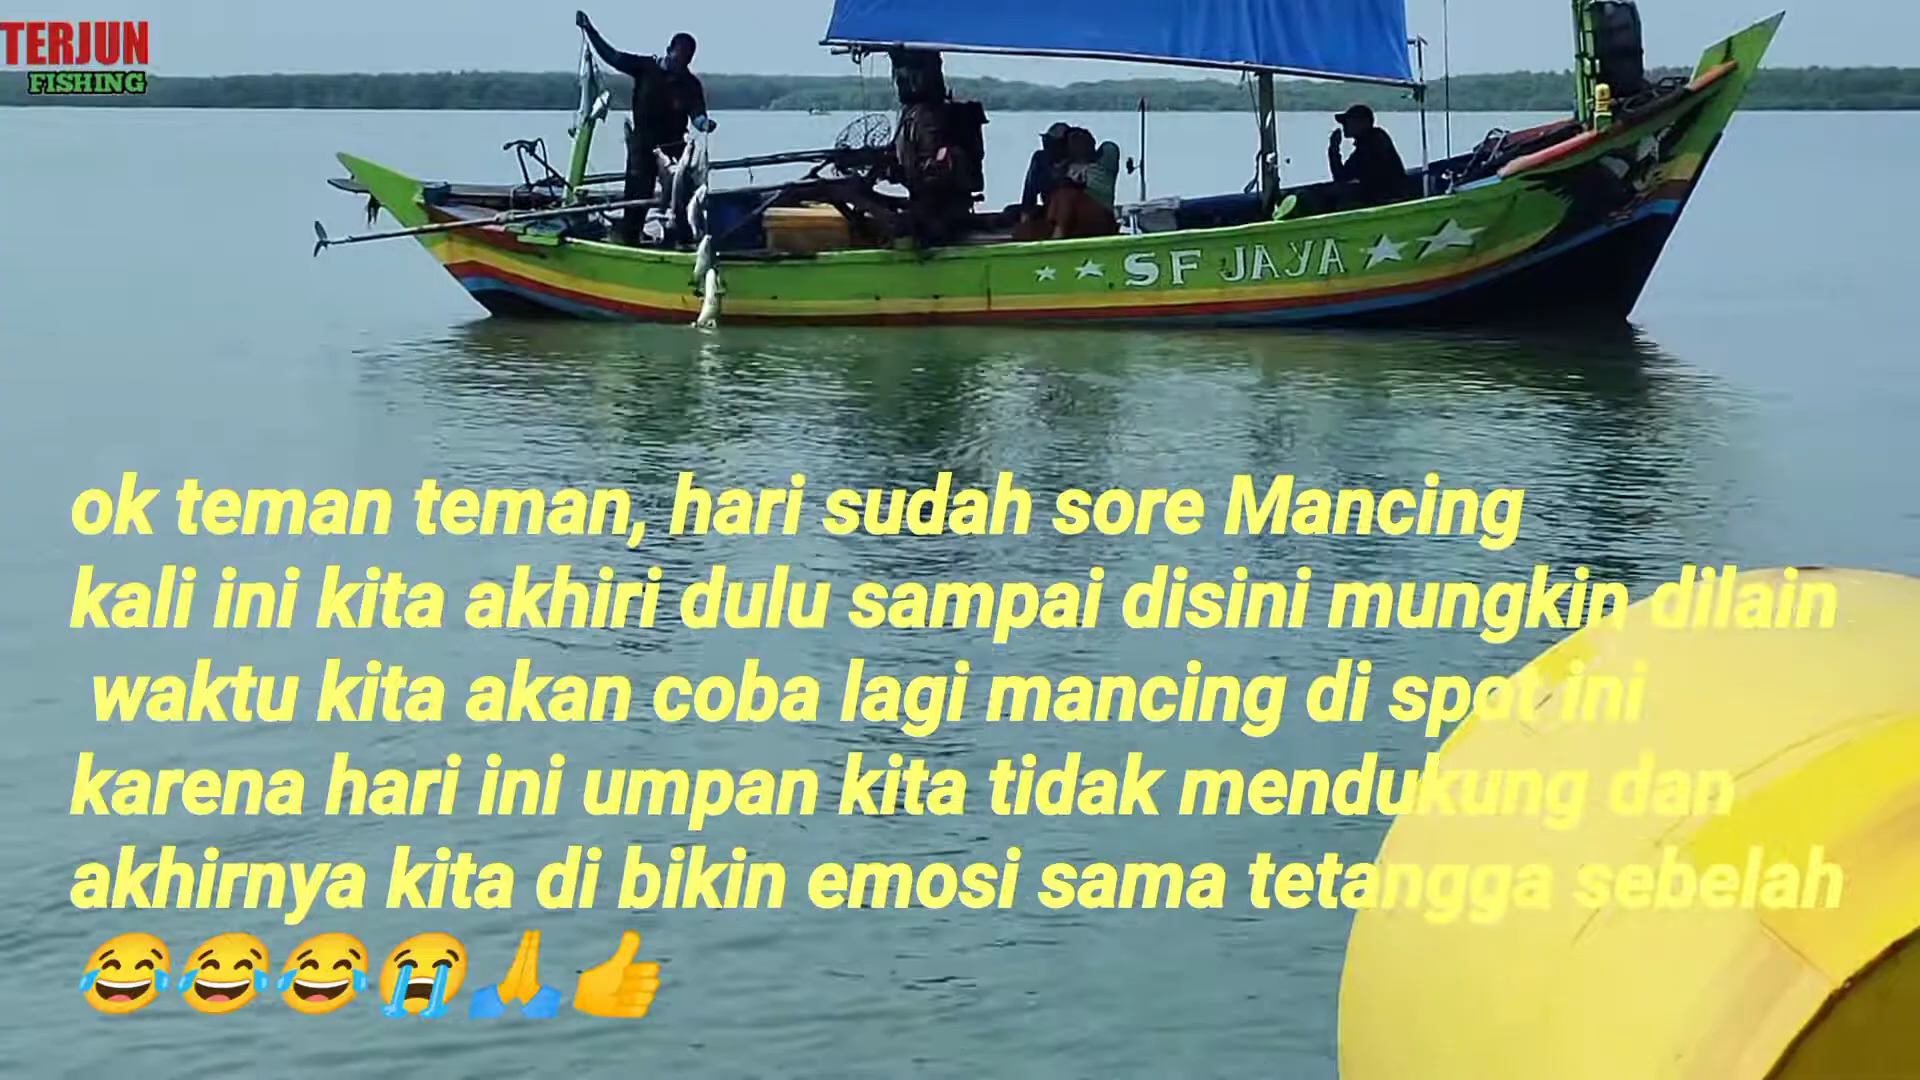 TERJUN
FISHING
★ ★ SF JAYA ★ ★
ok teman teman, hari sudah sore Mancing
kali ini kita akhiri dulu sampai disini mungkin dilain
waktu kita akan coba lagi mancing di spot ini
karena hari ini umpan kita tidak mendukung dan
akhirnya kita di bikin emosi sama tetangga sebelah
😂😂😂😭🙏👍